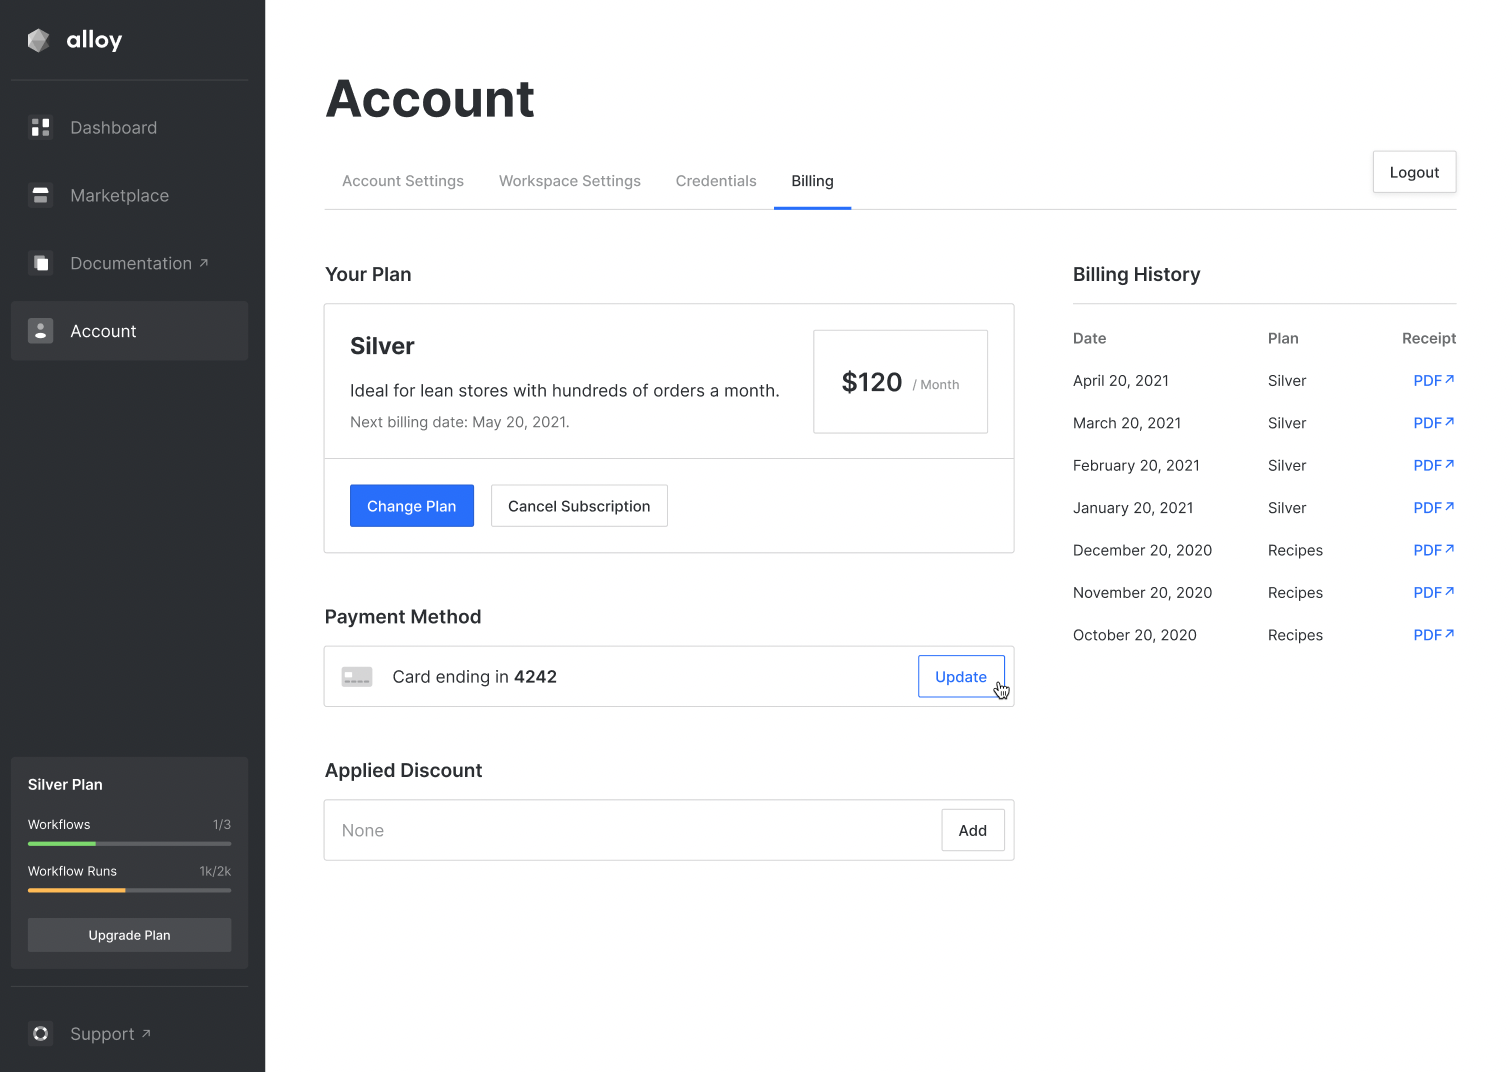 alloy
Dashboard
Marketplace
Documentation ↗
Account
Silver Plan
Workflows 1/3
Workflow Runs 1k/2k
Upgrade Plan
Support ↗
Account
Account Settings Workspace Settings Credentials Billing
Logout
Your Plan
Silver
Ideal for lean stores with hundreds of orders a month.
Next billing date: May 20, 2021.
$120 / Month
Change Plan Cancel Subscription
Payment Method
Card ending in 4242 Update
Applied Discount
None Add
Billing History
Date Plan Receipt
April 20, 2021 Silver PDF↗
March 20, 2021 Silver PDF↗
February 20, 2021 Silver PDF↗
January 20, 2021 Silver PDF↗
December 20, 2020 Recipes PDF↗
November 20, 2020 Recipes PDF↗
October 20, 2020 Recipes PDF↗